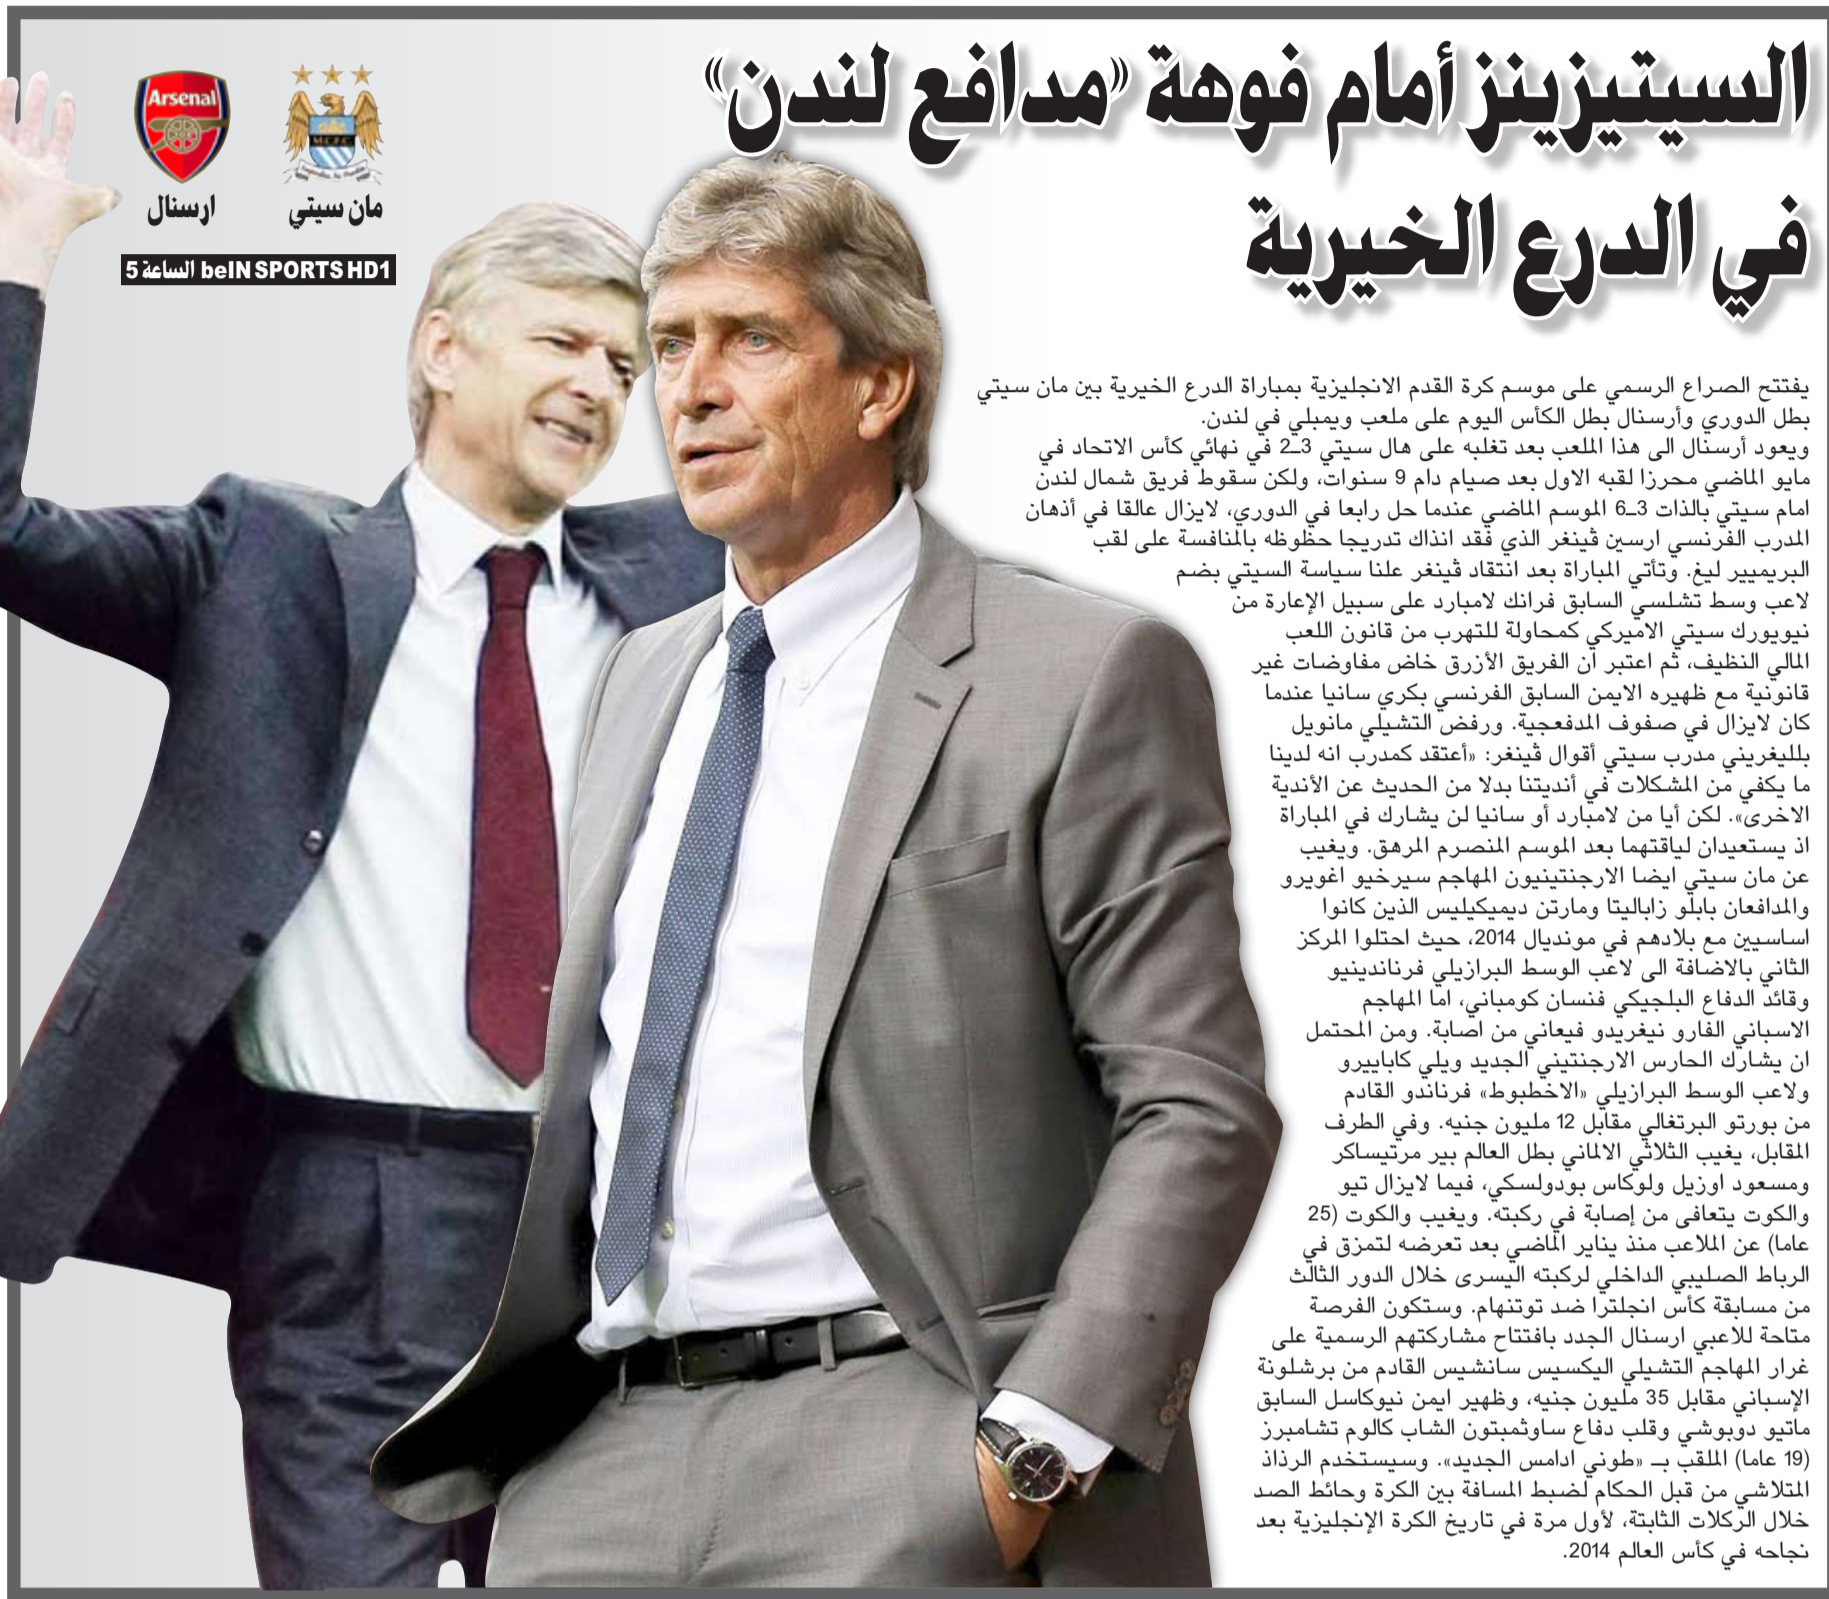 السيتيزينز أمام فوهة «مدافع لندن»
في الدرع الخيرية
Arsenal
M.C.F.C
مان سيتي
ارسنال
beIN SPORTS HD1 الساعة 5
يفتتح الصراع الرسمي على موسم كرة القدم الانجليزية بمباراة الدرع الخيرية بين مان سيتي
بطل الدوري وأرسنال بطل الكأس اليوم على ملعب ويمبلي في لندن.
ويعود أرسنال الى هذا الملعب بعد تغلبه على هال سيتي 3ـ2 في نهائي كأس الاتحاد في
مايو الماضي محرزا لقبه الاول بعد صيام دام 9 سنوات، ولكن سقوط فريق شمال لندن
امام سيتي بالذات 3ـ6 الموسم الماضي عندما حل رابعا في الدوري، لايزال عالقا في أذهان
المدرب الفرنسي ارسين ڤينغر الذي فقد انذاك تدريجا حظوظه بالمنافسة على لقب
البريميير ليغ. وتأتي المباراة بعد انتقاد ڤينغر علنا سياسة السيتي بضم
لاعب وسط تشلسي السابق فرانك لامبارد على سبيل الإعارة من
نيويورك سيتي الاميركي كمحاولة للتهرب من قانون اللعب
المالي النظيف، ثم اعتبر أن الفريق الأزرق خاض مفاوضات غير
قانونية مع ظهيره الايمن السابق الفرنسي بكري سانيا عندما
كان لايزال في صفوف المدفعجية. ورفض التشيلي مانويل
بلليغريني مدرب سيتي أقوال ڤينغر: «أعتقد كمدرب انه لدينا
ما يكفي من المشكلات في أنديتنا بدلا من الحديث عن الأندية
الاخرى». لكن أيا من لامبارد أو سانيا لن يشارك في المباراة
اذ يستعيدان لياقتهما بعد الموسم المنصرم المرهق. ويغيب
عن مان سيتي ايضا الارجنتينيون المهاجم سيرخيو اغويرو
والمدافعان بابلو زاباليتا ومارتن ديميكيليس الذين كانوا
اساسيين مع بلادهم في مونديال 2014، حيث احتلوا المركز
الثاني بالاضافة الى لاعب الوسط البرازيلي فرناندينيو
وقائد الدفاع البلجيكي فنسان كومباني، اما المهاجم
الاسباني الفارو نيغريدو فيعاني من اصابة. ومن المحتمل
ان يشارك الحارس الارجنتيني الجديد ويلي كاباييرو
ولاعب الوسط البرازيلي «الاخطبوط» فرناندو القادم
من بورتو البرتغالي مقابل 12 مليون جنيه. وفي الطرف
المقابل، يغيب الثلاثي الالماني بطل العالم بير مرتيساكر
ومسعود اوزيل ولوكاس بودولسكي، فيما لايزال تيو
والكوت يتعافى من إصابة في ركبته. ويغيب والكوت (25
عاما) عن الملاعب منذ يناير الماضي بعد تعرضه لتمزق في
الرباط الصليبي الداخلي لركبته اليسرى خلال الدور الثالث
من مسابقة كأس انجلترا ضد توتنهام. وستكون الفرصة
متاحة للاعبي ارسنال الجدد بافتتاح مشاركتهم الرسمية على
غرار المهاجم التشيلي اليكسيس سانشيس القادم من برشلونة
الإسباني مقابل 35 مليون جنيه، وظهير ايمن نيوكاسل السابق
ماتيو دوبوشي وقلب دفاع ساوثمبتون الشاب كالوم تشامبرز
(19 عاما) الملقب بـ «طوني ادامس الجديد». وسيستخدم الرذاذ
المتلاشي من قبل الحكام لضبط المسافة بين الكرة وحائط الصد
خلال الركلات الثابتة، لأول مرة في تاريخ الكرة الإنجليزية بعد
نجاحه في كأس العالم 2014.